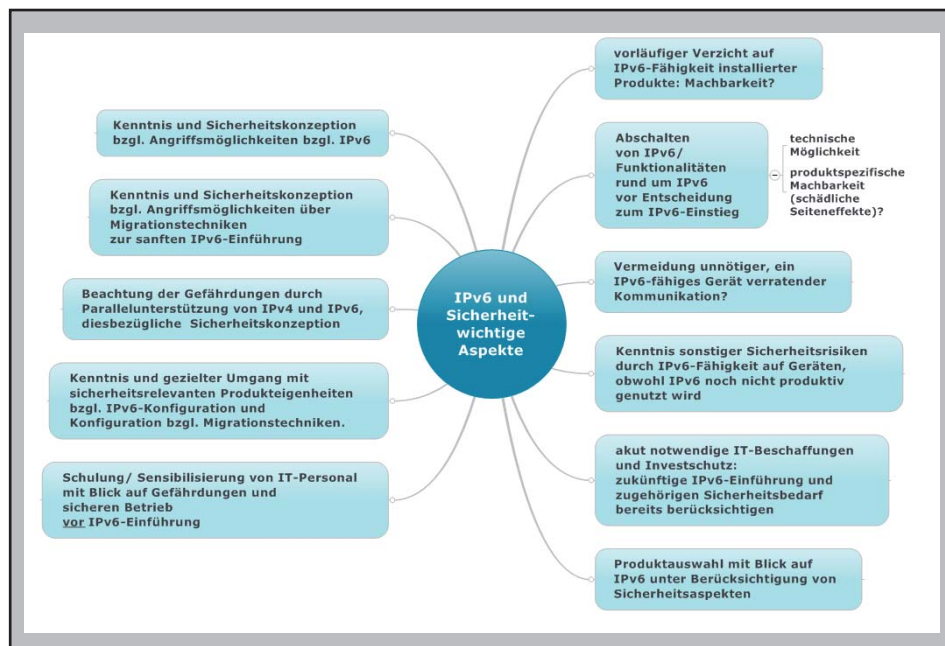 IPv6 und
Sicherheit-
wichtige
Aspekte
vorläufiger Verzicht auf
IPv6-Fähigkeit installierter
Produkte: Machbarkeit?
Abschalten
von IPv6/
Funktionalitäten
rund um IPv6
vor Entscheidung
zum IPv6-Einstieg
technische
Möglichkeit
produktspezifische
Machbarkeit
(schädliche
Seiteneffekte)?
Vermeidung unnötiger, ein
IPv6-fähiges Gerät verratender
Kommunikation?
Kenntnis sonstiger Sicherheitsrisiken
durch IPv6-Fähigkeit auf Geräten,
obwohl IPv6 noch nicht produktiv
genutzt wird
akut notwendige IT-Beschaffungen
und Investschutz:
zukünftige IPv6-Einführung und
zugehörigen Sicherheitsbedarf
bereits berücksichtigen
Produktauswahl mit Blick auf
IPv6 unter Berücksichtigung von
Sicherheitsaspekten
Kenntnis und Sicherheitskonzeption
bzgl. Angriffsmöglichkeiten bzgl. IPv6
Kenntnis und Sicherheitskonzeption
bzgl. Angriffsmöglichkeiten über
Migrationstechniken
zur sanften IPv6-Einführung
Beachtung der Gefährdungen durch
Parallelunterstützung von IPv4 und IPv6,
diesbezügliche Sicherheitskonzeption
Kenntnis und gezielter Umgang mit
sicherheitsrelevanten Produkteigenheiten
bzgl. IPv6-Konfiguration und
Konfiguration bzgl. Migrationstechniken.
Schulung/ Sensibilisierung von IT-Personal
mit Blick auf Gefährdungen und
sicheren Betrieb
vor IPv6-Einführung